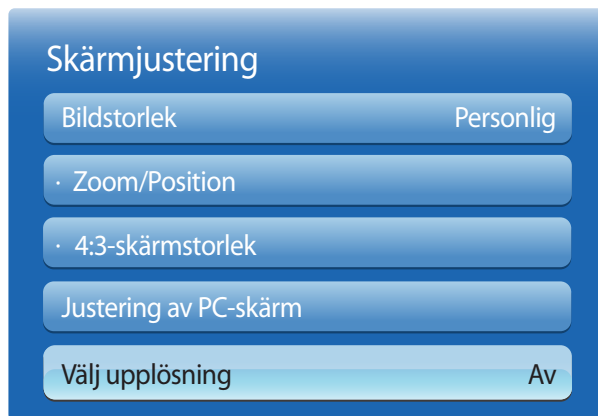 Skärmjustering
Bildstorlek Personlig
· Zoom/Position
· 4:3-skärmstorlek
Justering av PC-skärm
Välj upplösning Av